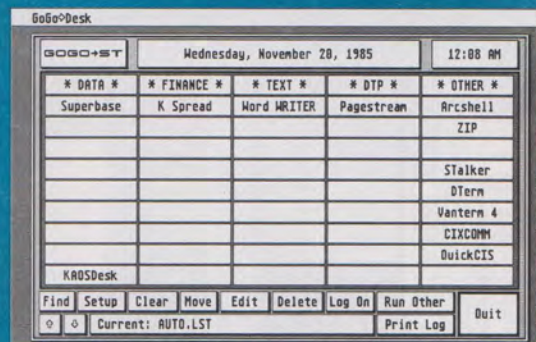 GoGo◇Desk
GOGO→ST Wednesday, November 20, 1985 12:08 AM
* DATA * * FINANCE * * TEXT * * DTP * * OTHER *
Superbase K Spread Word WRITER Pagestream Arcshell
ZIP
STalker
DTerm
Vanterm 4
CIXCOMM
QuickCIS
KAOSDesk
Find Setup Clear Move Edit Delete Log On Run Other Quit
⇧ ⇩ Current: AUTO.LST Print Log